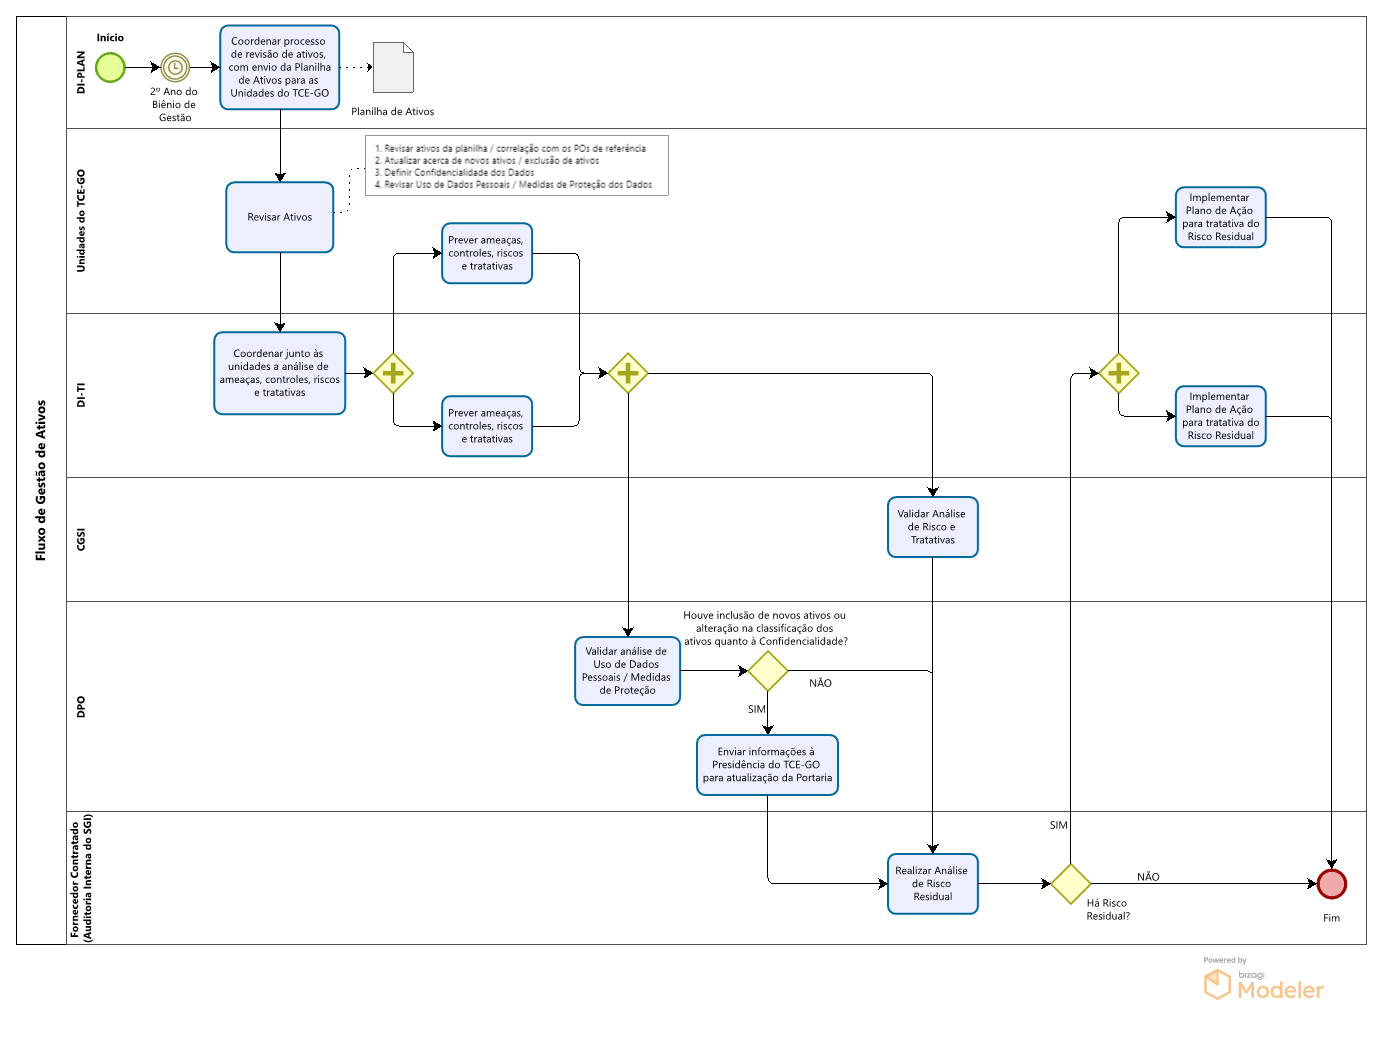 Fluxo de Gestão de Ativos
DI-PLAN
Início
2º Ano do
Biênio de
Gestão
Coordenar processo
de revisão de ativos,
com envio da Planilha
de Ativos para as
Unidades do TCE-GO
Planilha de Ativos
Unidades do TCE-GO
1. Revisar ativos da planilha / correlação com os POs de referência
2. Atualizar acerca de novos ativos / exclusão de ativos
3. Definir Confidencialidade dos Dados
4. Revisar Uso de Dados Pessoais / Medidas de Proteção dos Dados
Revisar Ativos
Prever ameaças,
controles, riscos
e tratativas
Implementar
Plano de Ação
para tratativa do
Risco Residual
DI-TI
Coordenar junto às
unidades a análise de
ameaças, controles, riscos
e tratativas
Prever ameaças,
controles, riscos
e tratativas
Implementar
Plano de Ação
para tratativa do
Risco Residual
CGSI
Validar Análise
de Risco e
Tratativas
DPO
Validar análise de
Uso de Dados
Pessoais / Medidas
de Proteção
Houve inclusão de novos ativos ou
alteração na classificação dos
ativos quanto à Confidencialidade?
NÃO
SIM
Enviar informações à
Presidência do TCE-GO
para atualização da Portaria
Fornecedor Contratado
(Auditoria Interna do SGI)
Realizar Análise
de Risco
Residual
SIM
Há Risco
Residual?
NÃO
Fim
Powered by
bizagi
Modeler